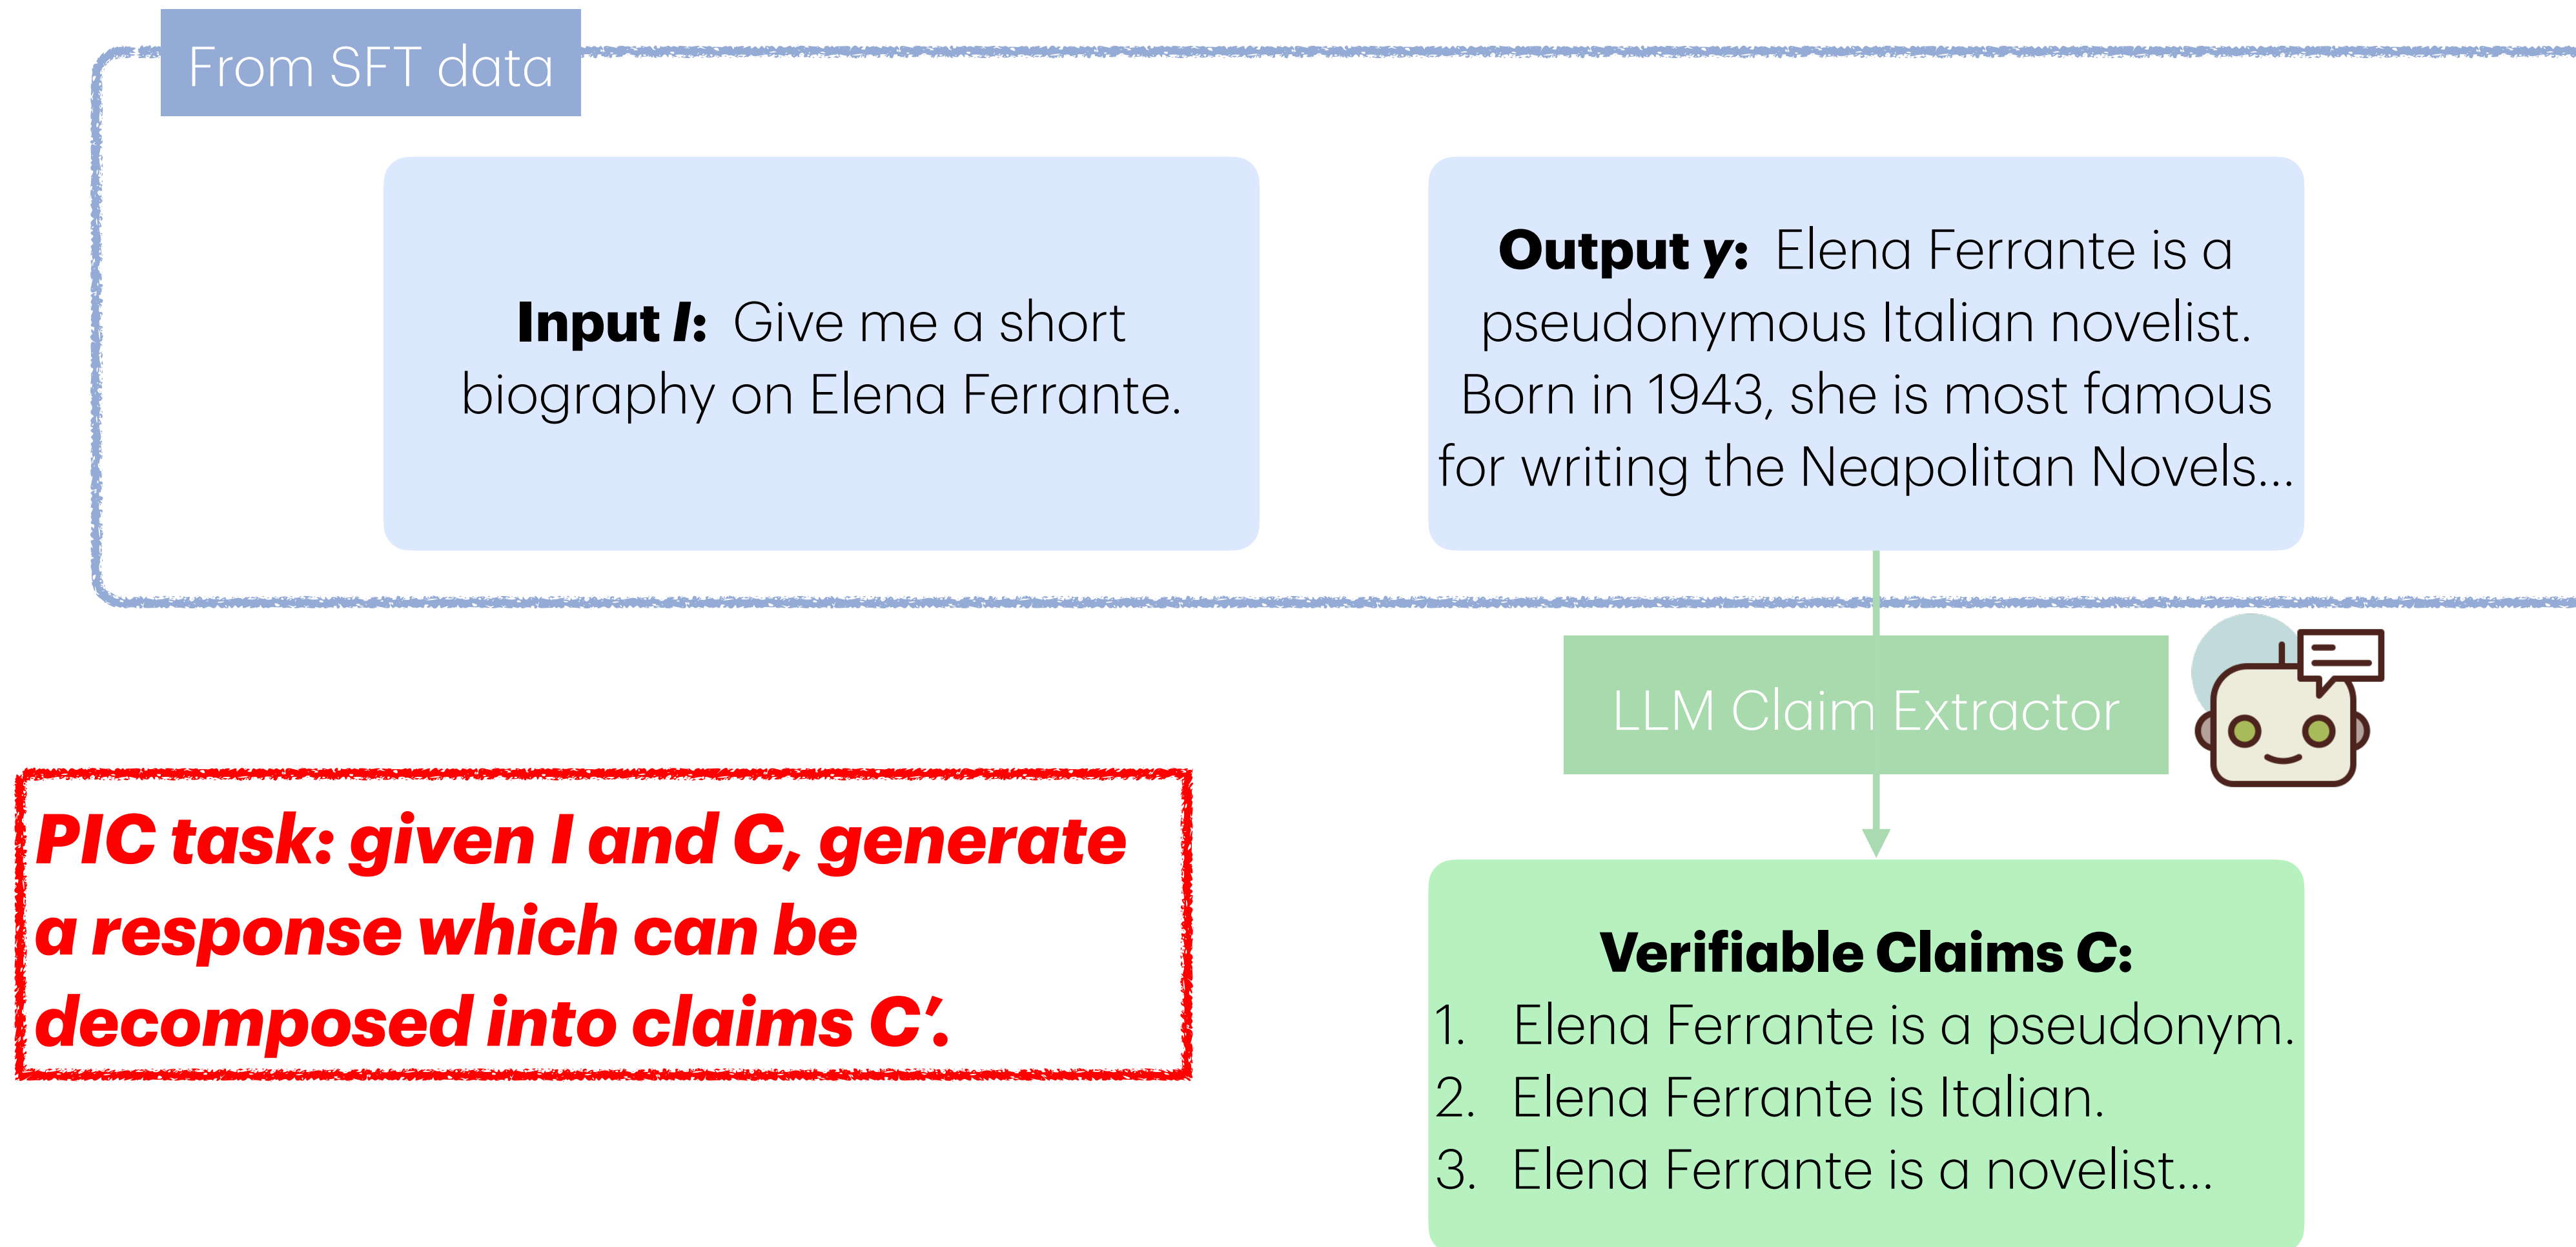 From SFT data
Input I: Give me a short
biography on Elena Ferrante.
Output y: Elena Ferrante is a
pseudonymous Italian novelist.
Born in 1943, she is most famous
for writing the Neapolitan Novels...
LLM Claim Extractor
PIC task: given I and C, generate
a response which can be
decomposed into claims C’.
Verifiable Claims C:
1. Elena Ferrante is a pseudonym.
2. Elena Ferrante is Italian.
3. Elena Ferrante is a novelist...